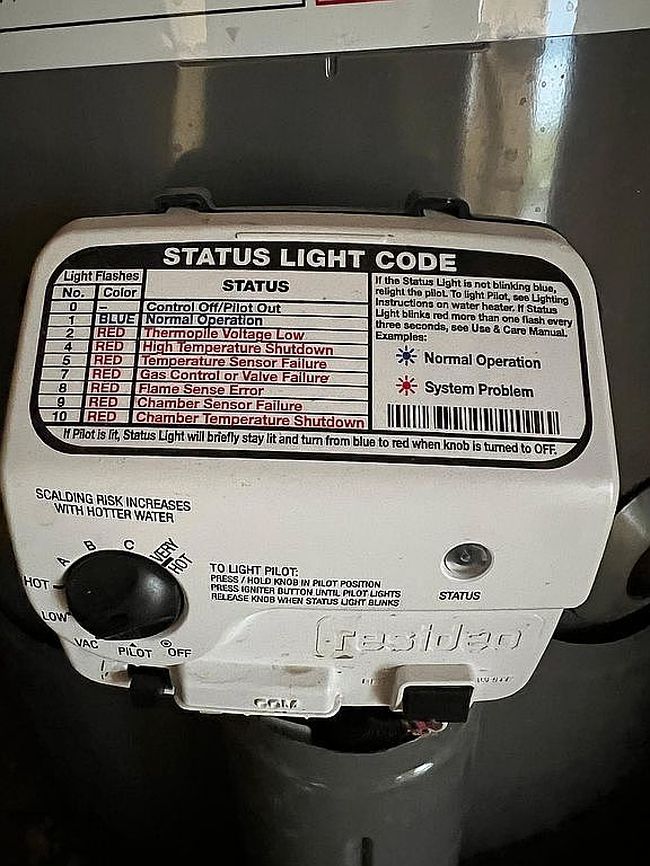 STATUS LIGHT CODE
Light Flashes
No. Color STATUS
0 – Control Off/Pilot Out
1 BLUE Normal Operation
2 RED Thermopile Voltage Low
4 RED High Temperature Shutdown
5 RED Temperature Sensor Failure
7 RED Gas Control or Valve Failure
8 RED Flame Sense Error
9 RED Chamber Sensor Failure
10 RED Chamber Temperature Shutdown
If the Status Light is not blinking blue,
relight the pilot. To light Pilot, see Lighting
Instructions on water heater. If Status
Light blinks red more than one flash every
three seconds, see Use & Care Manual.
Examples:
Normal Operation
System Problem
If Pilot is lit, Status Light will briefly stay lit and turn from blue to red when knob is turned to OFF.
SCALDING RISK INCREASES
WITH HOTTER WATER
A B C VERY HOT
HOT
LOW
VAC PILOT OFF
TO LIGHT PILOT:
PRESS / HOLD KNOB IN PILOT POSITION
PRESS IGNITER BUTTON UNTIL PILOT LIGHTS
RELEASE KNOB WHEN STATUS LIGHT BLINKS
STATUS
resideo